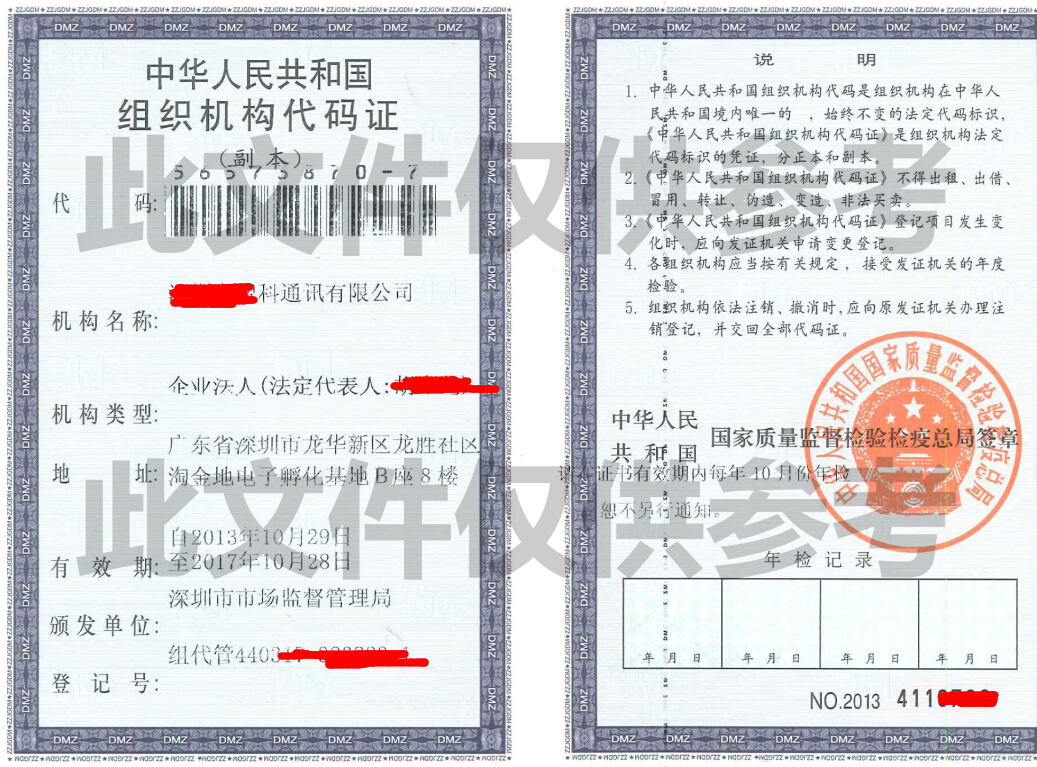 中华人民共和国
组织机构代码证
(副本)
代 码: 56573870-7
科通讯有限公司
机构名称:
企业法人(法定代表人:
机构类型:
广东省深圳市龙华新区龙胜社区
地 址: 淘金地电子孵化基地B座8楼
自2013年10月29日
有 效 期: 至2017年10月28日
深圳市市场监督管理局
颁发单位:
组代管4403
登 记 号:
说 明
1. 中华人民共和国组织机构代码是组织机构在中华人
民共和国境内唯一的 ,始终不变的法定代码标识,
《中华人民共和国组织机构代码证》是组织机构法定
代码标识的凭证,分正本和副本。
2.《中华人民共和国组织机构代码证》不得出租、出借、
冒用、转让、伪造、变造、非法买卖。
3.《中华人民共和国组织机构代码证》登记项目发生变
化时,应向发证机关申请变更登记。
4. 各组织机构应当按有关规定,接受发证机关的年度
检验。
5. 组织机构依法注销、撤消时,应向原发证机关办理注
销登记,并交回全部代码证。
中华人民
共和国 国家质量监督检验检疫总局签章
证书有效期内每年10月份年检
恕不另行通知。
中华人民共和国国家质量监督检验检疫总局
年检记录
年 月 日 年 月 日 年 月 日 年 月 日
NO.2013 411
此文件仅供参考
此文件仅供参考